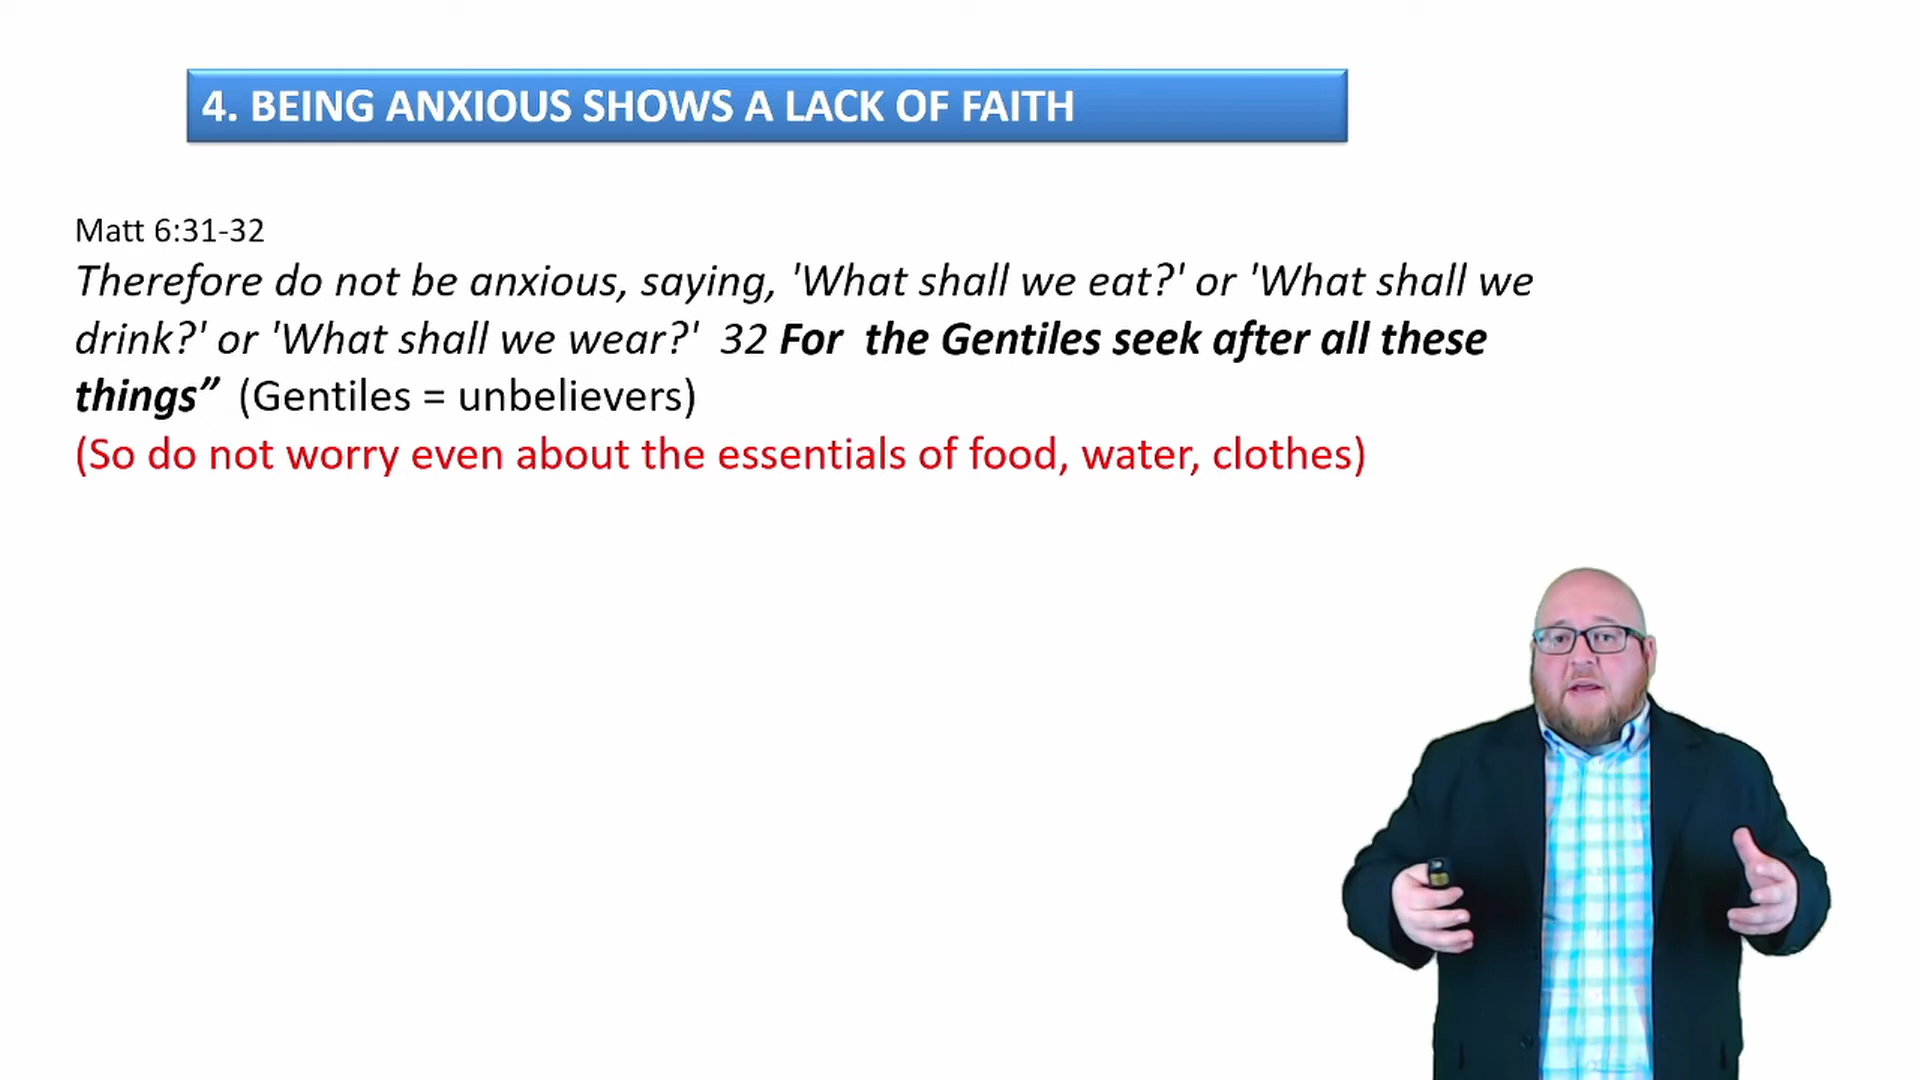 4. BEING ANXIOUS SHOWS A LACK OF FAITH
Matt 6:31-32
Therefore do not be anxious, saying, 'What shall we eat?' or 'What shall we
drink?' or 'What shall we wear?'  32 For  the Gentiles seek after all these
things”  (Gentiles = unbelievers)
(So do not worry even about the essentials of food, water, clothes)